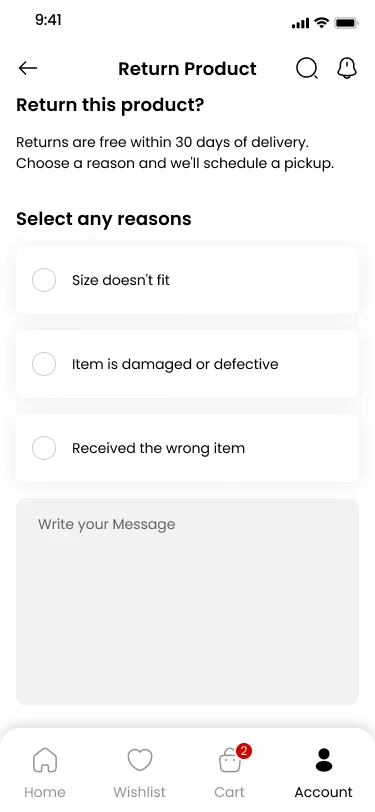 9:41
Return Product
Return this product?
Returns are free within 30 days of delivery.
Choose a reason and we'll schedule a pickup.
Select any reasons
Size doesn't fit
Item is damaged or defective
Received the wrong item
Write your Message
2
Home
Wishlist
Cart
Account